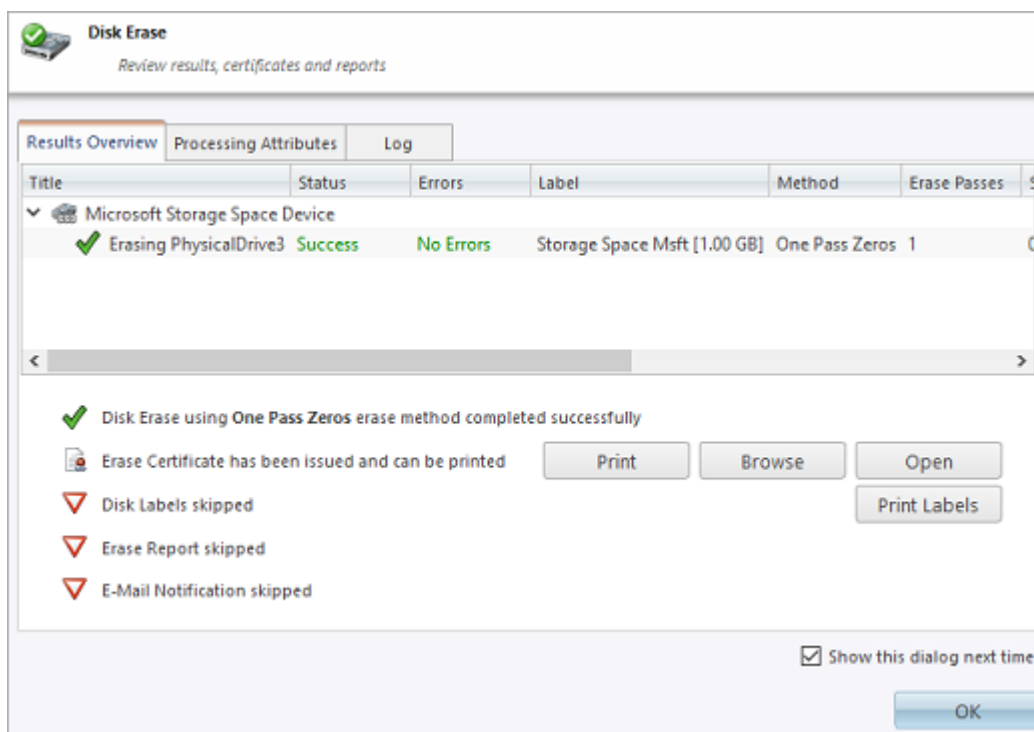 Disk Erase
Review results, certificates and reports
Results Overview Processing Attributes Log
Title Status Errors Label Method Erase Passes
Microsoft Storage Space Device
Erasing PhysicalDrive3 Success No Errors Storage Space Msft [1.00 GB] One Pass Zeros 1
Disk Erase using One Pass Zeros erase method completed successfully
Erase Certificate has been issued and can be printed Print Browse Open
Disk Labels skipped Print Labels
Erase Report skipped
E-Mail Notification skipped
Show this dialog next time
OK